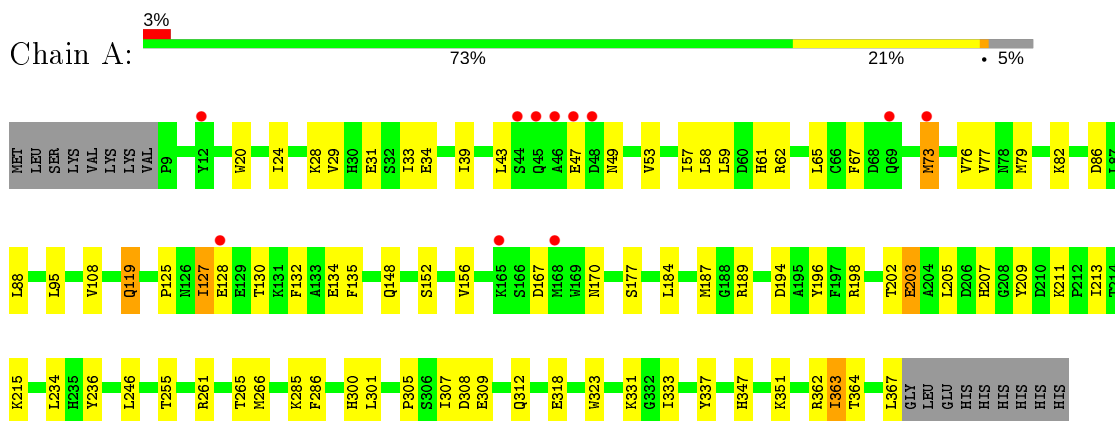 3%
Chain A:
73% 21% • 5%
MET LEU SER LYS VAL LYS LYS VAL P9 Y12 W20 I24 K28 V29 H30 E31 S32 I33 E34 I39 L43 S44 Q45 A46 E47 D48 N49 V53 I57 L58 L59 D60 H61 R62 L65 C66 F67 D68 Q69 M73 V76 V77 N78 M79 K82 D86 L87
L88 L95 V108 Q119 P125 N126 I127 E128 E129 T130 K131 F132 A133 E134 F135 Q148 S152 V156 K165 S166 D167 M168 W169 N170 S177 L184 M187 G188 R189 D194 A195 Y196 F197 R198 T202 E203 A204 L205 D206 H207 G208 Y209 D210 K211 P212 I213 T214
K215 L234 H235 Y236 L246 T255 R261 T265 M266 K285 F286 H300 L301 P305 S306 I307 D308 E309 Q312 E318 W323 K331 G332 I333 Y337 H347 K351 R362 I363 T364 L367 GLY LEU GLU HIS HIS HIS HIS HIS HIS